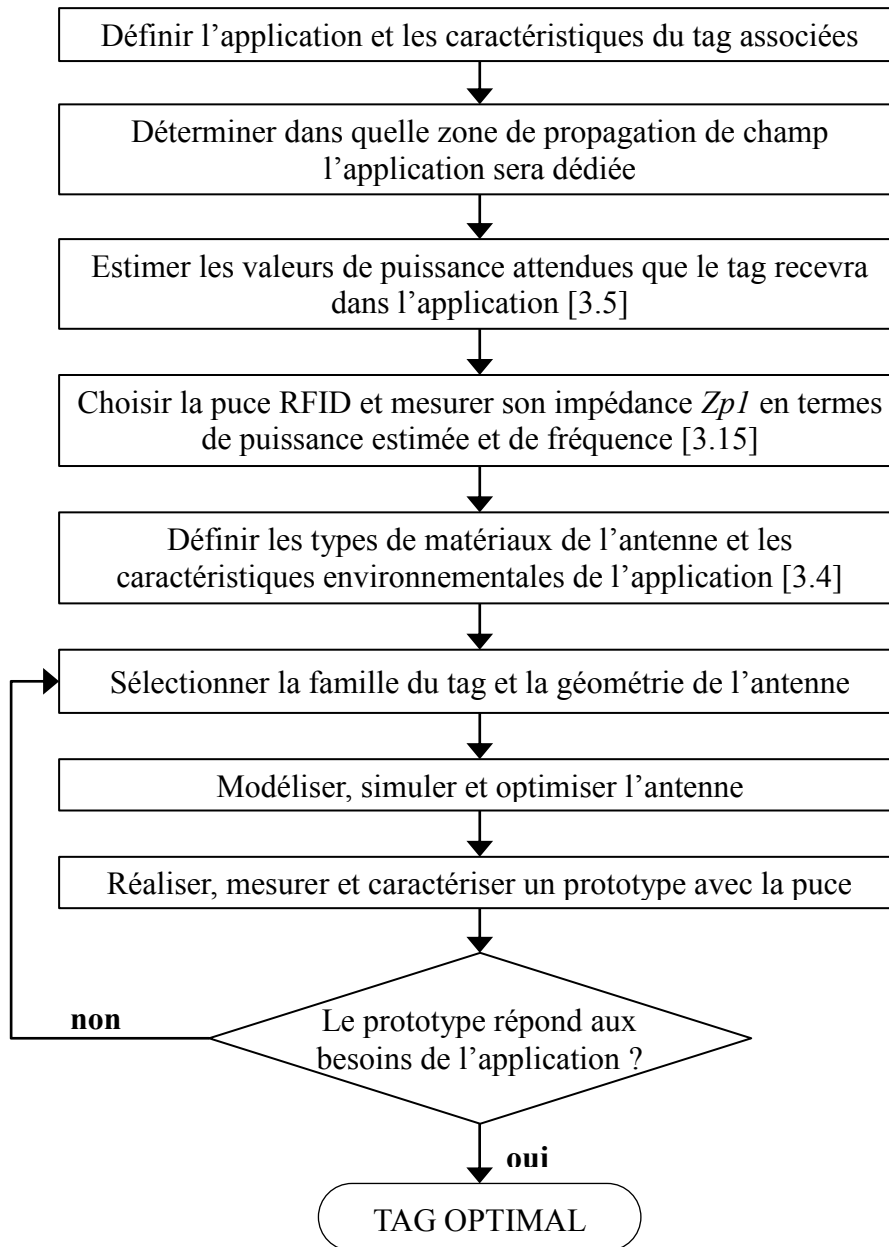 Définir l’application et les caractéristiques du tag associées
Déterminer dans quelle zone de propagation de champ
l’application sera dédiée
Estimer les valeurs de puissance attendues que le tag recevra
dans l’application [3.5]
Choisir la puce RFID et mesurer son impédance Zp1 en termes
de puissance estimée et de fréquence [3.15]
Définir les types de matériaux de l’antenne et les
caractéristiques environnementales de l’application [3.4]
Sélectionner la famille du tag et la géométrie de l’antenne
Modéliser, simuler et optimiser l’antenne
Réaliser, mesurer et caractériser un prototype avec la puce
non
Le prototype répond aux
besoins de l’application ?
oui
TAG OPTIMAL